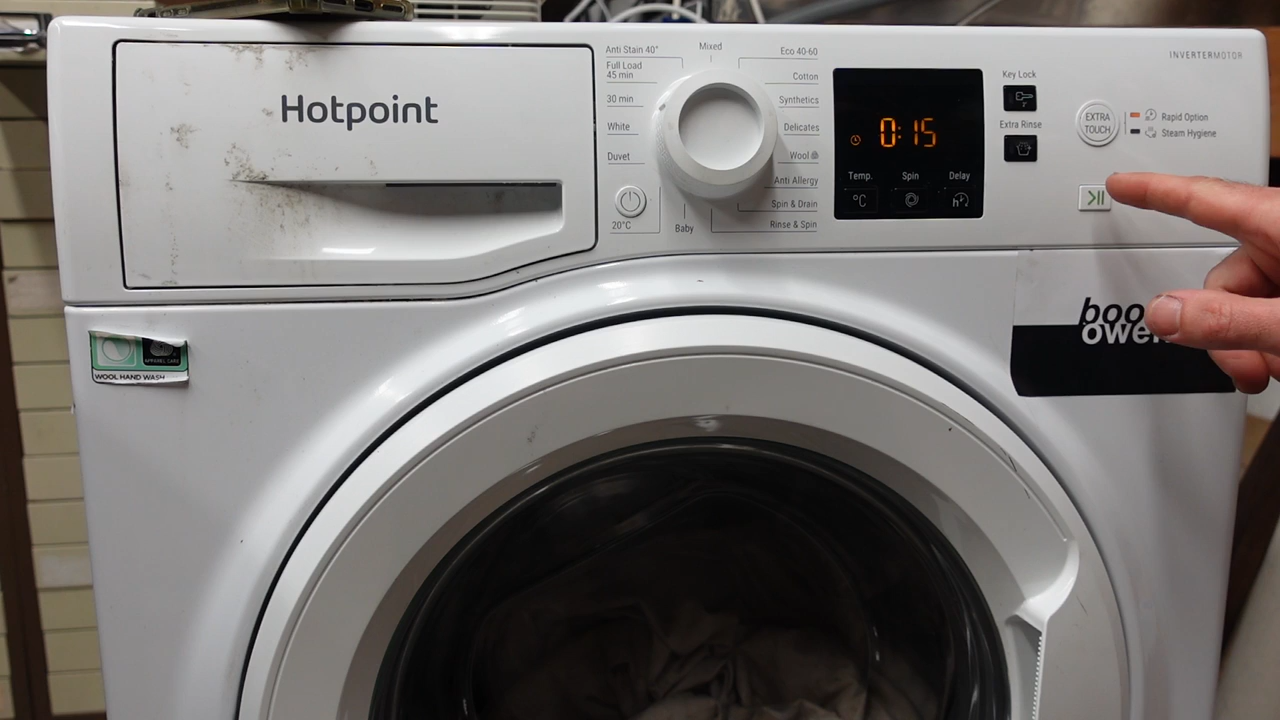 Hotpoint
Anti Stain 40°
Full Load
45 min
30 min
White
Duvet
20°C
Mixed
Baby
Eco 40-60
Cotton
Synthetics
Delicates
Wool
Anti Allergy
Spin & Drain
Rinse & Spin
0:15
Temp. Spin Delay
°C h
Key Lock
Extra Rinse
INVERTERMOTOR
EXTRA
TOUCH
Rapid Option
Steam Hygiene
APPAREL CARE
WOOL HAND WASH